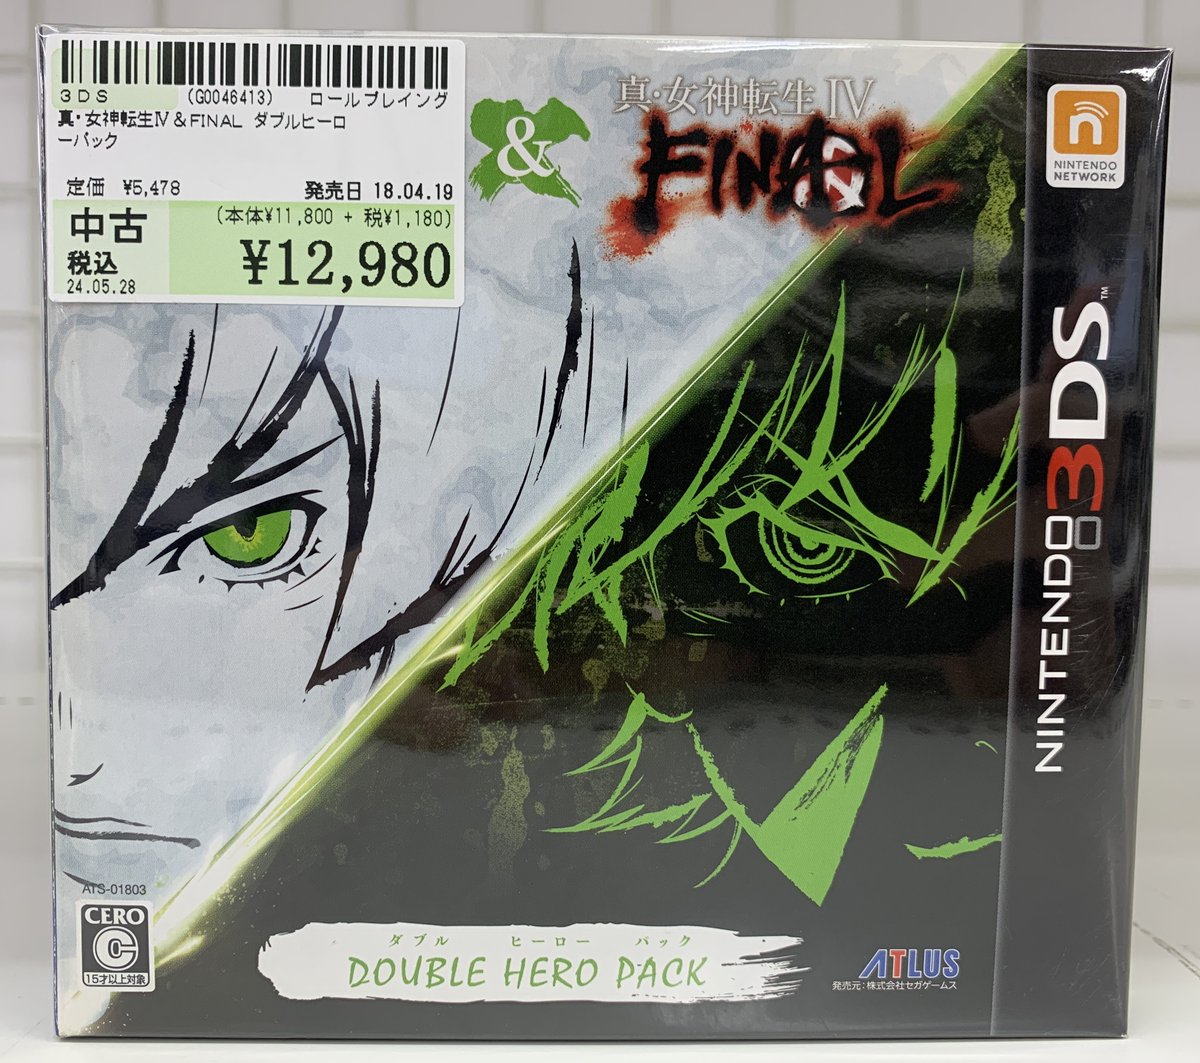 3DS (G0046413) ロールプレイング
真・女神転生Ⅳ&FINAL ダブルヒーロ
ーパック
定価 ¥5,478 発売日 18.04.19
中古 (本体¥11,800 + 税¥1,180)
税込 ¥12,980
24.05.28
&
真・女神転生 IV
FINAL
NINTENDO
NETWORK
NINTENDO 3DS™
ATS-01803
CERO
C
15才以上対象
ダブル ヒーロー パック
DOUBLE HERO PACK
ATLUS
発売元:株式会社セガゲームス